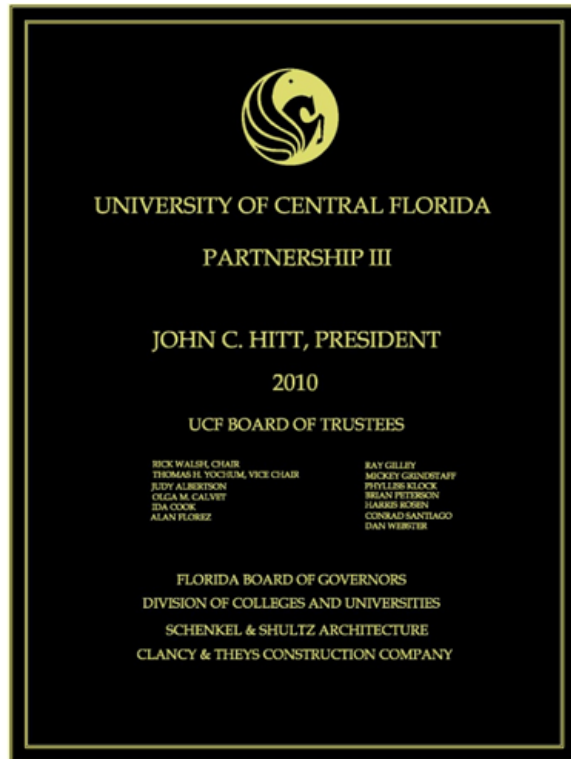 UNIVERSITY OF CENTRAL FLORIDA
PARTNERSHIP III
JOHN C. HITT, PRESIDENT
2010
UCF BOARD OF TRUSTEES
RICK WALSH, CHAIR
THOMAS H. YOCHUM, VICE CHAIR
JUDY ALBERTSON
OLGA M. CALVET
IDA COOK
ALAN FLOREZ
RAY GILLEY
MICKEY GRINDSTAFF
PHYLLISS KLOCK
BRIAN PETERSON
HARRIS ROSEN
CONRAD SANTIAGO
DAN WEBSTER
FLORIDA BOARD OF GOVERNORS
DIVISION OF COLLEGES AND UNIVERSITIES
SCHENKEL & SHULTZ ARCHITECTURE
CLANCY & THEYS CONSTRUCTION COMPANY